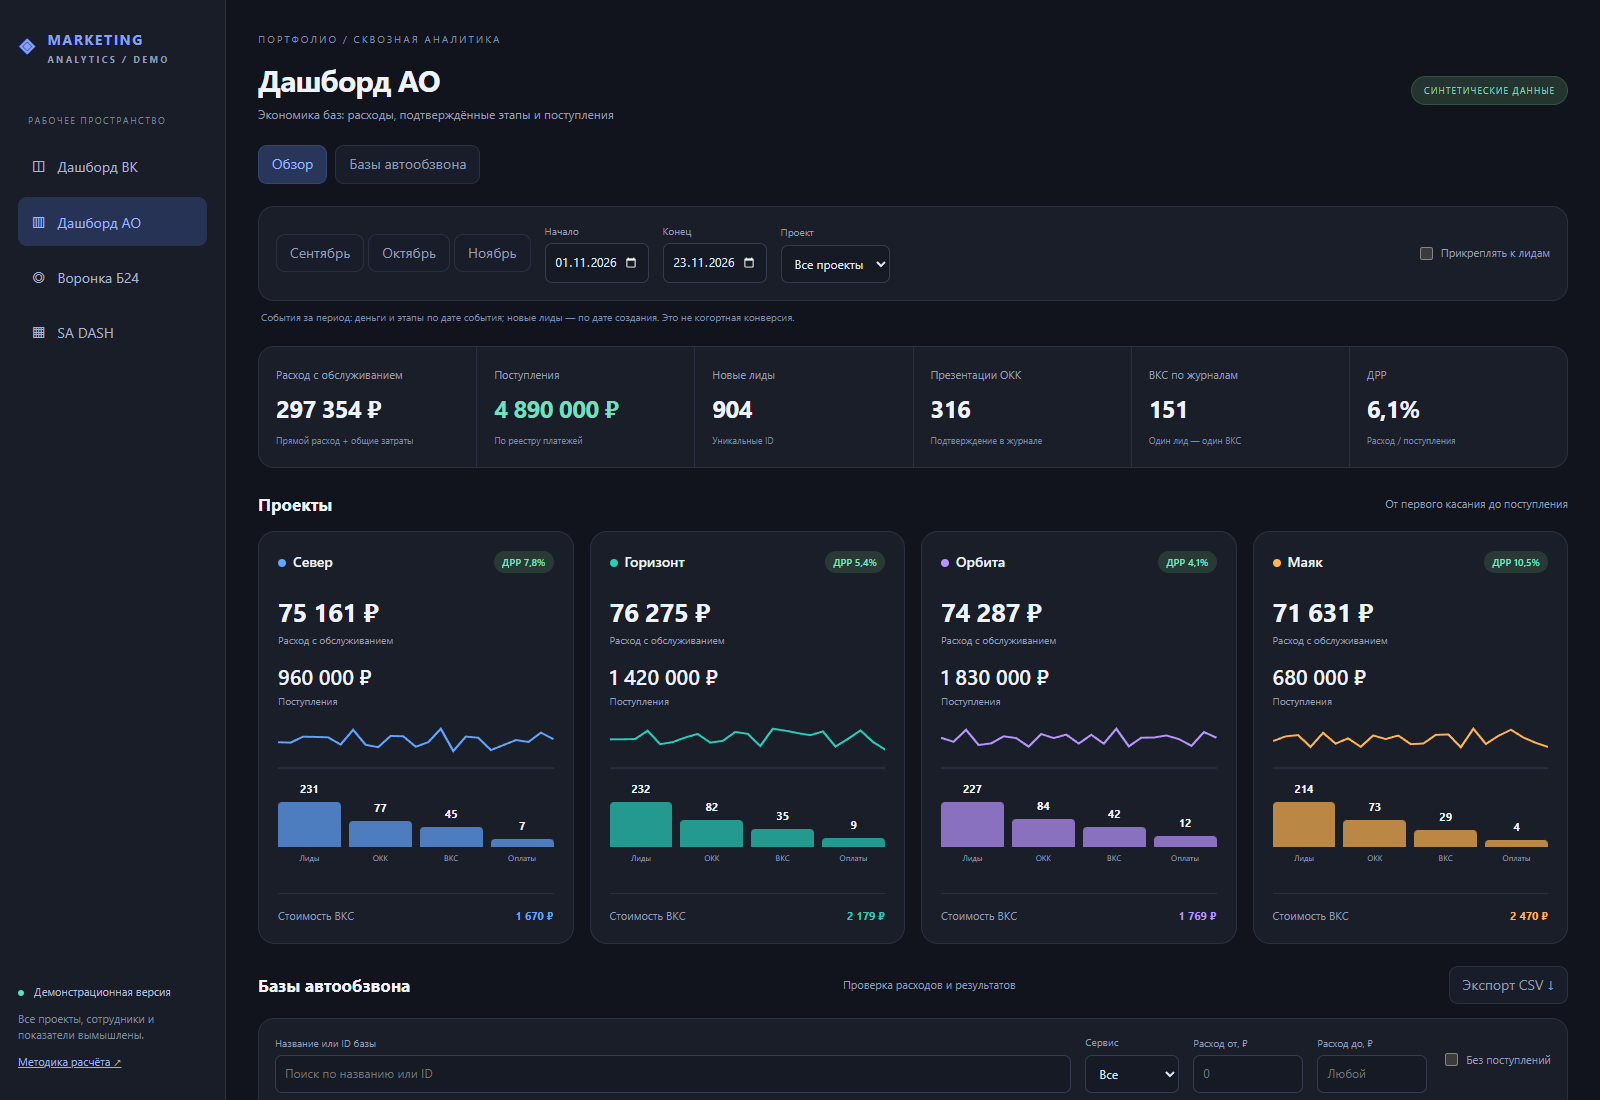 MARKETING
ANALYTICS / DEMO
РАБОЧЕЕ ПРОСТРАНСТВО
Дашборд ВК
Дашборд АО
Воронка Б24
SA DASH
Демонстрационная версия
Все проекты, сотрудники и
показатели вымышлены.
Методика расчёта ↗
ПОРТФОЛИО / СКВОЗНАЯ АНАЛИТИКА
Дашборд АО
Экономика баз: расходы, подтверждённые этапы и поступления
СИНТЕТИЧЕСКИЕ ДАННЫЕ
Обзор
Базы автообзвона
Сентябрь
Октябрь
Ноябрь
Начало
01.11.2026
Конец
23.11.2026
Проект
Все проекты
Прикреплять к лидам
События за период: деньги и этапы по дате события; новые лиды — по дате создания. Это не когортная конверсия.
Расход с обслуживанием
297 354 ₽
Прямой расход + общие затраты
Поступления
4 890 000 ₽
По реестру платежей
Новые лиды
904
Уникальные ID
Презентации ОКК
316
Подтверждение в журнале
ВКС по журналам
151
Один лид — один ВКС
ДРР
6,1%
Расход / поступления
Проекты
От первого касания до поступления
Север
ДРР 7,8%
75 161 ₽
Расход с обслуживанием
960 000 ₽
Поступления
231
77
45
7
Лиды
ОКК
ВКС
Оплаты
Стоимость ВКС
1 670 ₽
Горизонт
ДРР 5,4%
76 275 ₽
Расход с обслуживанием
1 420 000 ₽
Поступления
232
82
35
9
Лиды
ОКК
ВКС
Оплаты
Стоимость ВКС
2 179 ₽
Орбита
ДРР 4,1%
74 287 ₽
Расход с обслуживанием
1 830 000 ₽
Поступления
227
84
42
12
Лиды
ОКК
ВКС
Оплаты
Стоимость ВКС
1 769 ₽
Маяк
ДРР 10,5%
71 631 ₽
Расход с обслуживанием
680 000 ₽
Поступления
214
73
29
4
Лиды
ОКК
ВКС
Оплаты
Стоимость ВКС
2 470 ₽
Базы автообзвона
Проверка расходов и результатов
Экспорт CSV ↓
Название или ID базы
Поиск по названию или ID
Сервис
Все
Расход от, ₽
0
Расход до, ₽
Любой
Без поступлений